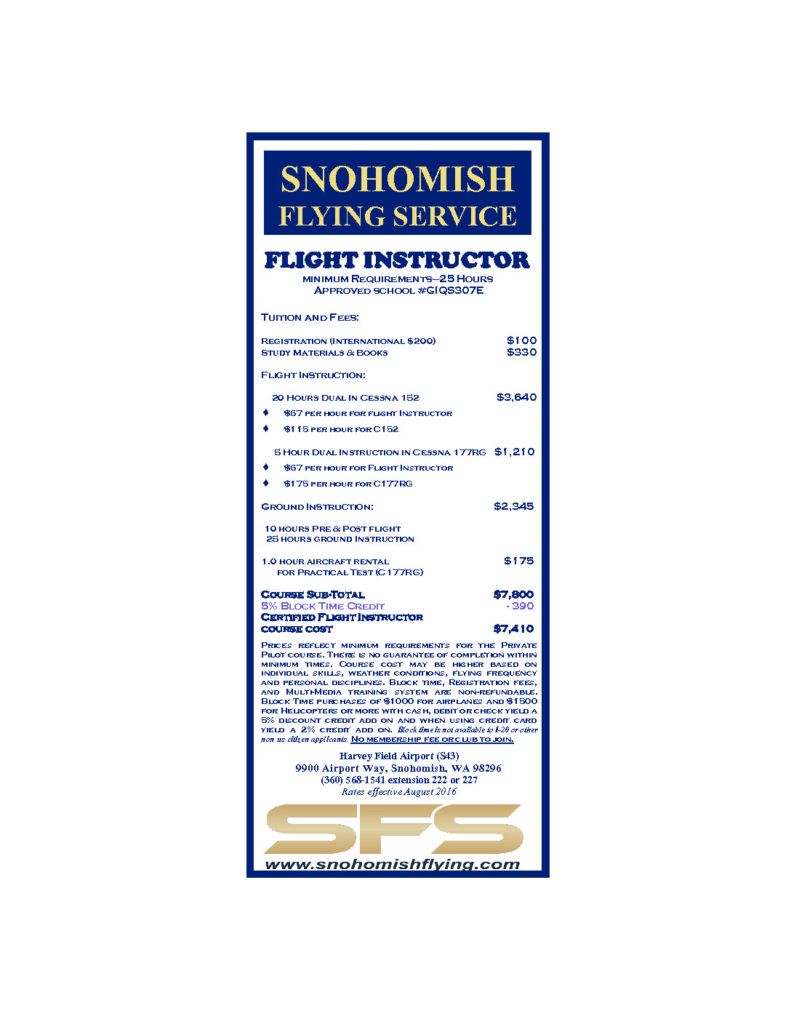 SNOHOMISH
FLYING SERVICE
FLIGHT INSTRUCTOR
MINIMUM REQUIREMENTS--25 HOURS
APPROVED SCHOOL #GIQS307E
TUITION AND FEES:
REGISTRATION (INTERNATIONAL $200) $100
STUDY MATERIALS & BOOKS $330
FLIGHT INSTRUCTION:
20 HOURS DUAL IN CESSNA 152 $3,640
♦ $67 PER HOUR FOR FLIGHT INSTRUCTOR
♦ $115 PER HOUR FOR C152
5 HOUR DUAL INSTRUCTION IN CESSNA 177RG $1,210
♦ $67 PER HOUR FOR FLIGHT INSTRUCTOR
♦ $175 PER HOUR FOR C177RG
GROUND INSTRUCTION: $2,345
10 HOURS PRE & POST FLIGHT
25 HOURS GROUND INSTRUCTION
1.0 HOUR AIRCRAFT RENTAL $175
FOR PRACTICAL TEST (C177RG)
COURSE SUB-TOTAL $7,800
5% BLOCK TIME CREDIT - 390
CERTIFIED FLIGHT INSTRUCTOR
COURSE COST $7,410
PRICES REFLECT MINIMUM REQUIREMENTS FOR THE PRIVATE
PILOT COURSE. THERE IS NO GUARANTEE OF COMPLETION WITHIN
MINIMUM TIMES. COURSE COST MAY BE HIGHER BASED ON
INDIVIDUAL SKILLS, WEATHER CONDITIONS, FLYING FREQUENCY
AND PERSONAL DISCIPLINES. BLOCK TIME, REGISTRATION FEES,
AND MULTI-MEDIA TRAINING SYSTEM ARE NON-REFUNDABLE.
BLOCK TIME PURCHASES OF $1000 FOR AIRPLANES AND $1500
FOR HELICOPTERS OR MORE WITH CASH, DEBIT OR CHECK YIELD A
5% DISCOUNT CREDIT ADD ON AND WHEN USING CREDIT CARD
YIELD A 2% CREDIT ADD ON. Block time is not available to I-20 or other
non us citizen applicants. NO MEMBERSHIP FEE OR CLUB TO JOIN.
Harvey Field Airport (S43)
9900 Airport Way, Snohomish, WA 98296
(360) 568-1541 extension 222 or 227
Rates effective August 2016
SFS
www.snohomishflying.com